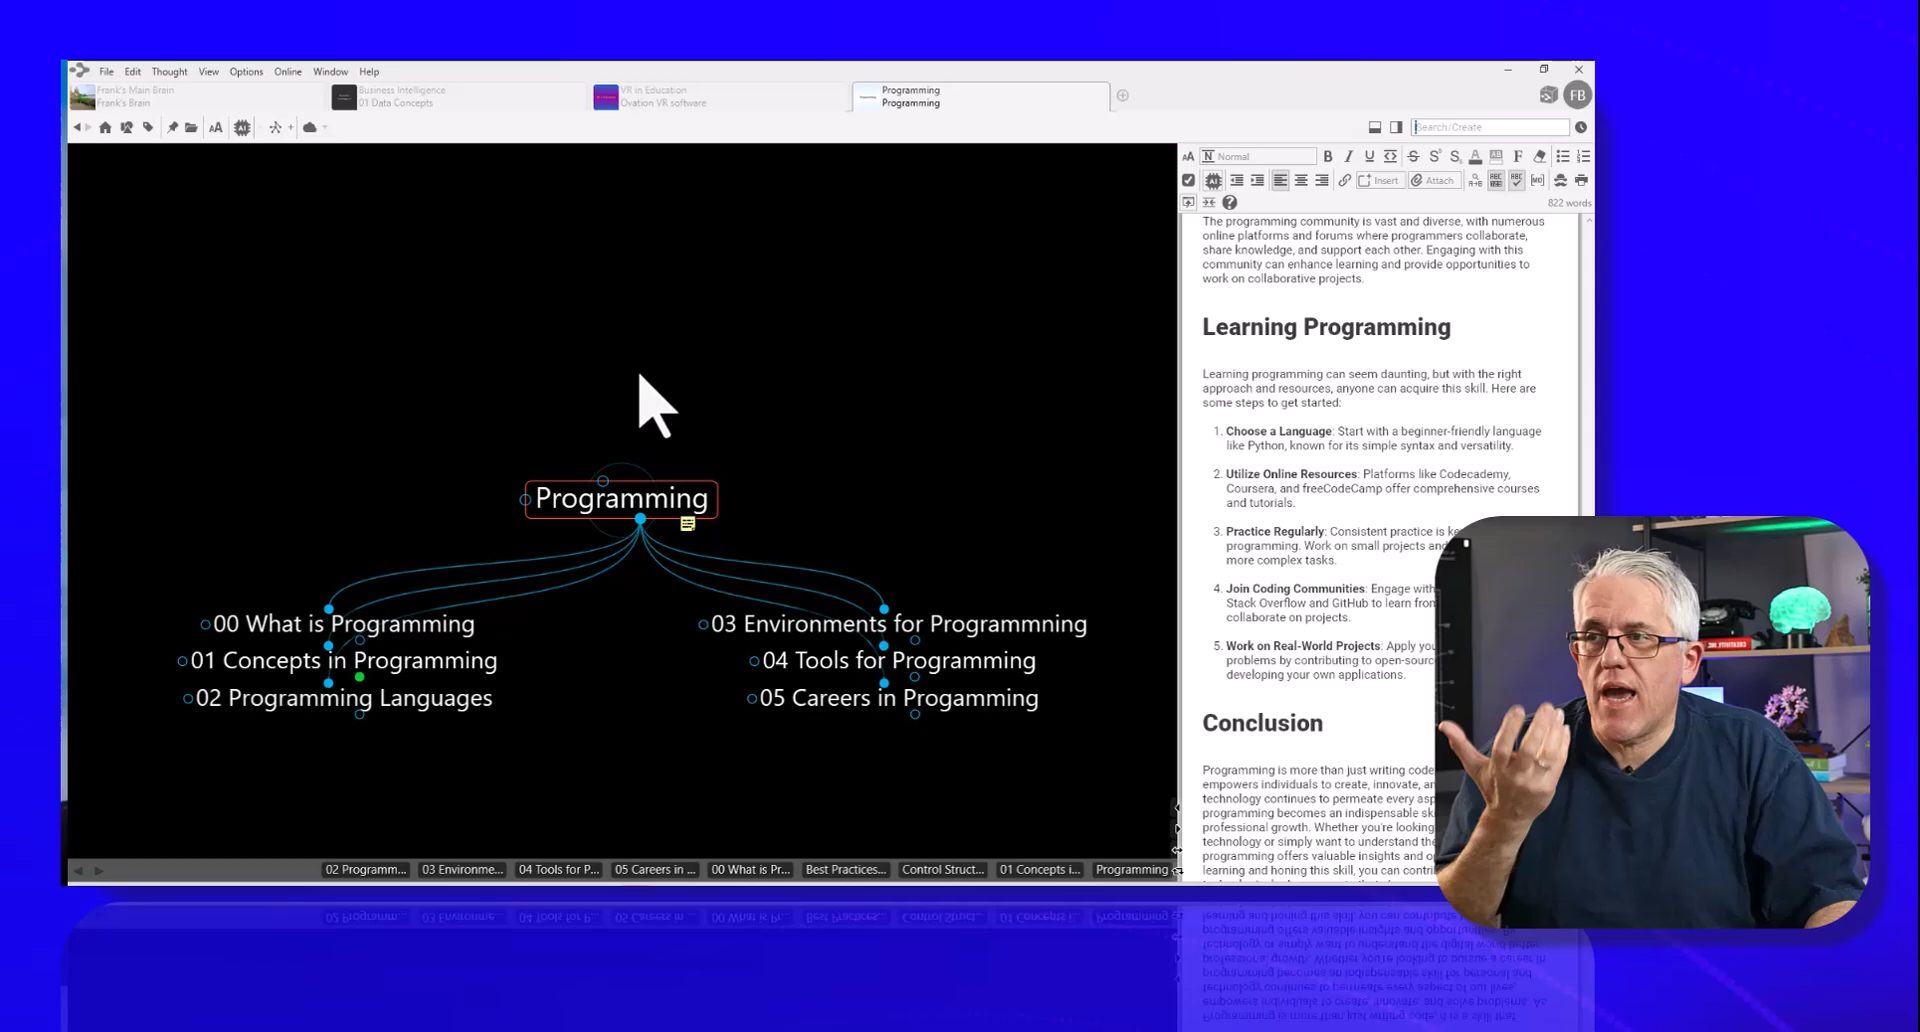 File Edit Thought View Options Online Window Help
Frank's Main Brain
Frank's Brain
Business Intelligence
01 Data Concepts
VR in Education
Ovation VR software
Programming
Programming
FB
AA
AI
Search/Create
AA N Normal B I U S S S A AB F
AI Insert Attach ABC ABC MD
822 words
Programming
00 What is Programming
01 Concepts in Programming
02 Programming Languages
03 Environments for Programmning
04 Tools for Programming
05 Careers in Progamming
The programming community is vast and diverse, with numerous
online platforms and forums where programmers collaborate,
share knowledge, and support each other. Engaging with this
community can enhance learning and provide opportunities to
work on collaborative projects.
Learning Programming
Learning programming can seem daunting, but with the right
approach and resources, anyone can acquire this skill. Here are
some steps to get started:
1. Choose a Language: Start with a beginner-friendly language
like Python, known for its simple syntax and versatility.
2. Utilize Online Resources: Platforms like Codecademy,
Coursera, and freeCodeCamp offer comprehensive courses
and tutorials.
3. Practice Regularly: Consistent practice is
programming. Work on small projects
more complex tasks.
4. Join Coding Communities: Engage
Stack Overflow and GitHub to learn
collaborate on projects.
5. Work on Real-World Projects: Apply
problems by contributing to
developing your own applications.
Conclusion
Programming is more than just writing code
empowers individuals to create, innovate,
technology continues to permeate every
programming becomes an indispensable
professional growth. Whether you're looking
technology or simply want to understand the
programming offers valuable insights and
learning and honing this skill, you can
02 Programm... 03 Environme... 04 Tools for P... 05 Careers in ... 00 What is Pr... Best Practices... Control Struct... 01 Concepts i... Programming